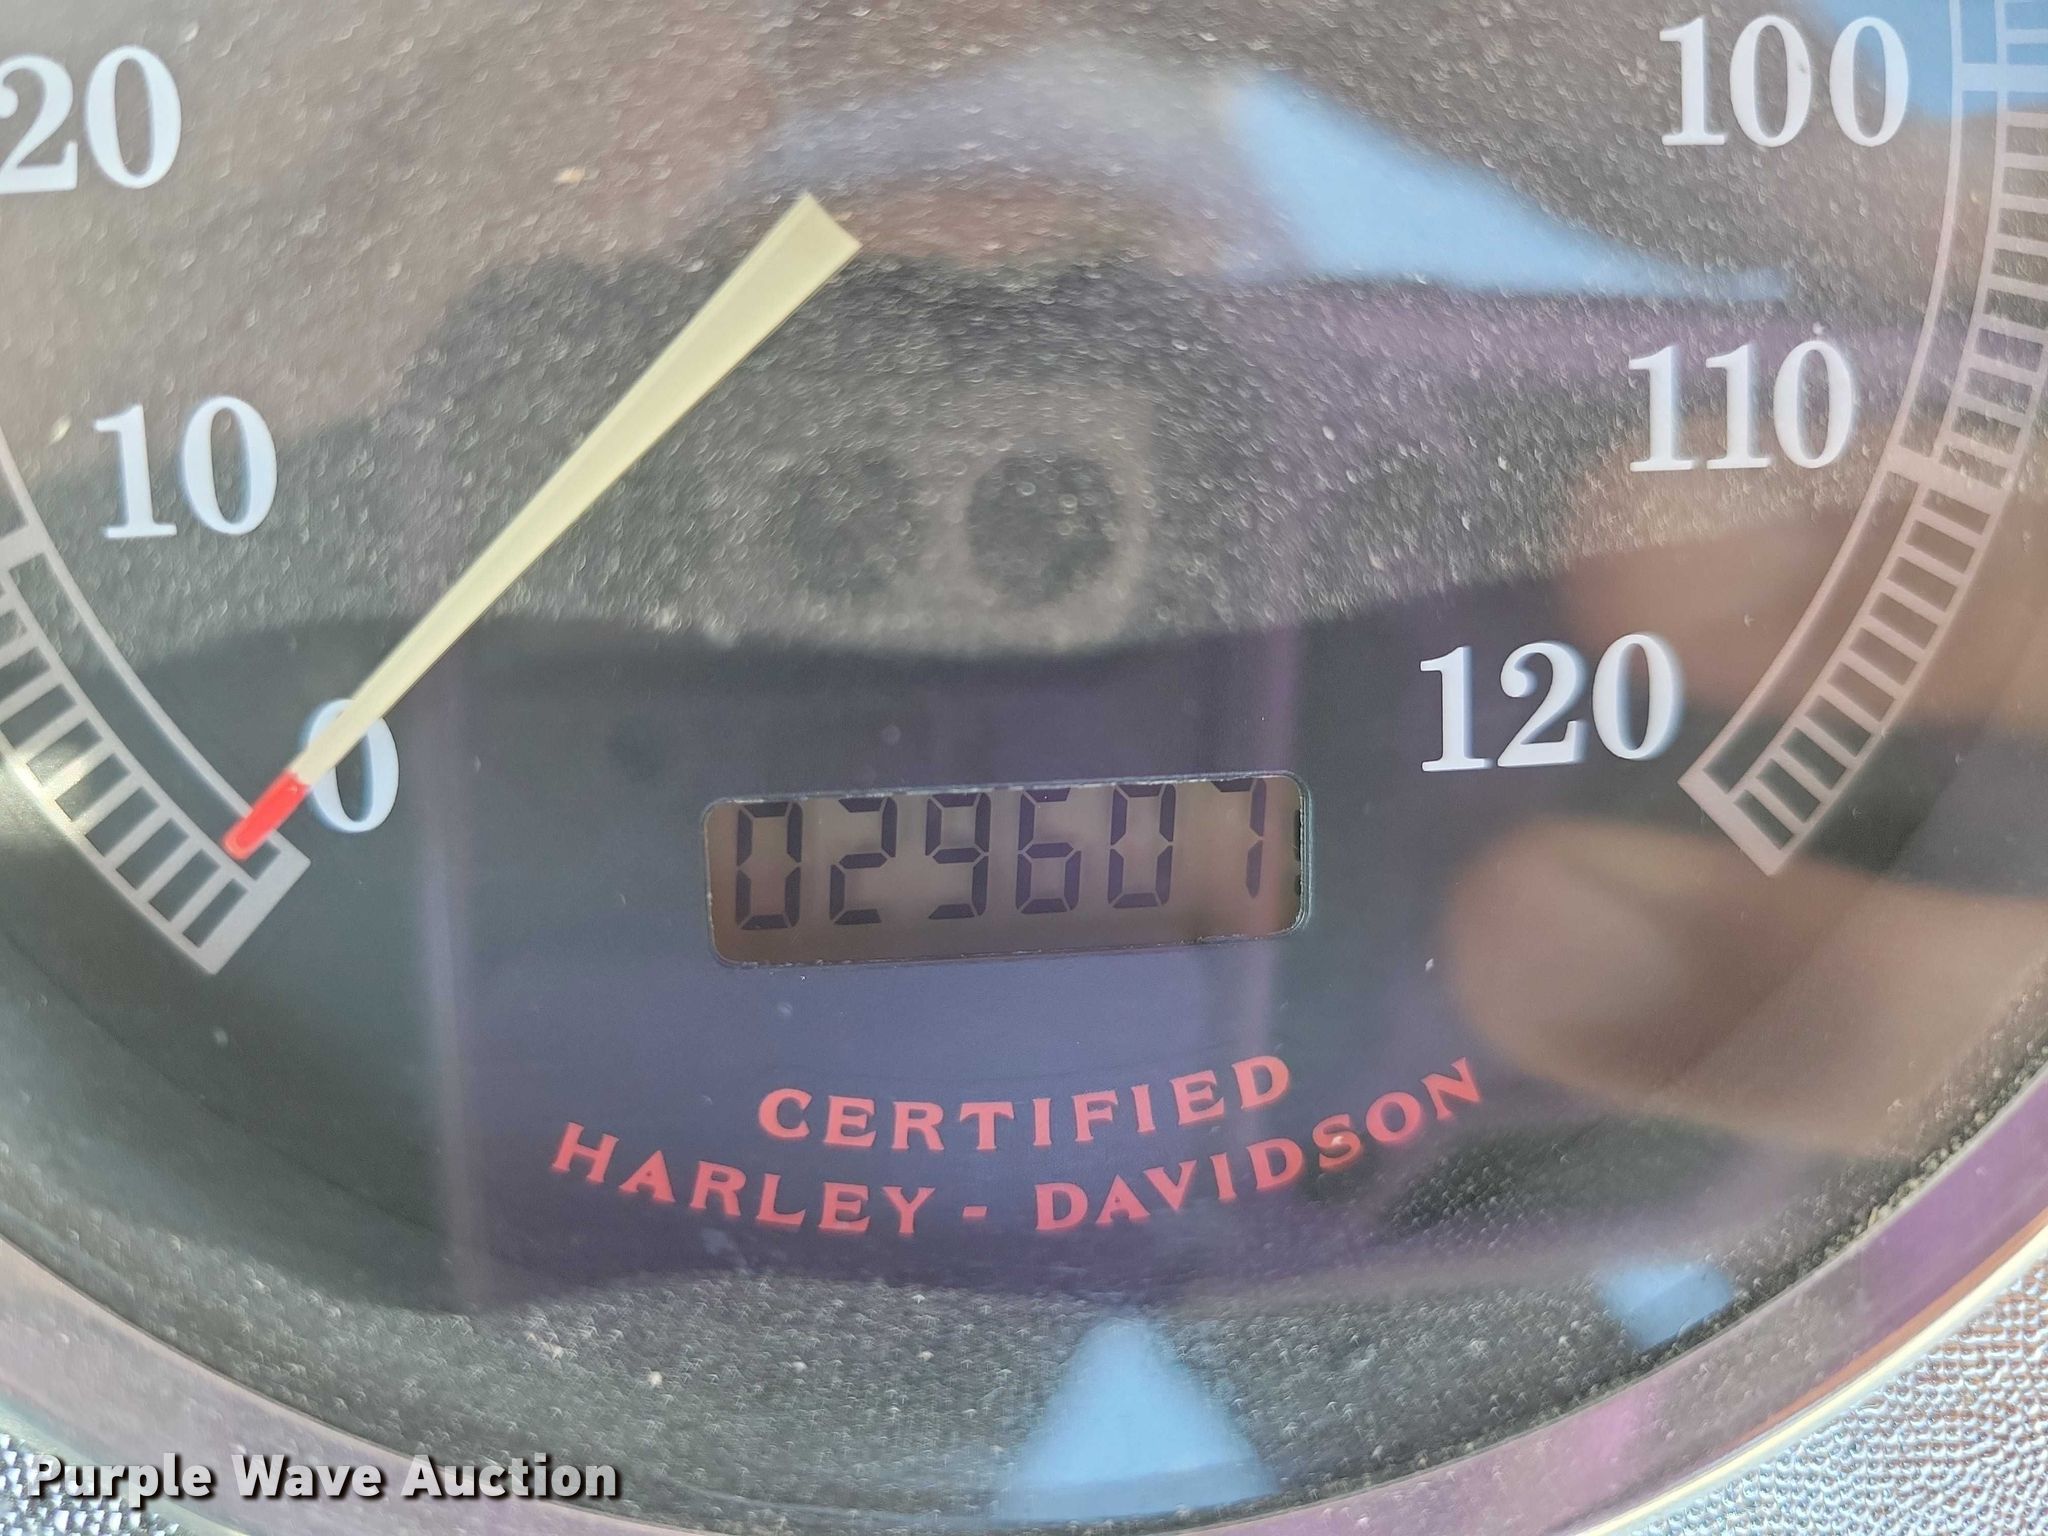 20
100
10
110
0
120
029607
CERTIFIED
HARLEY - DAVIDSON
Purple Wave Auction